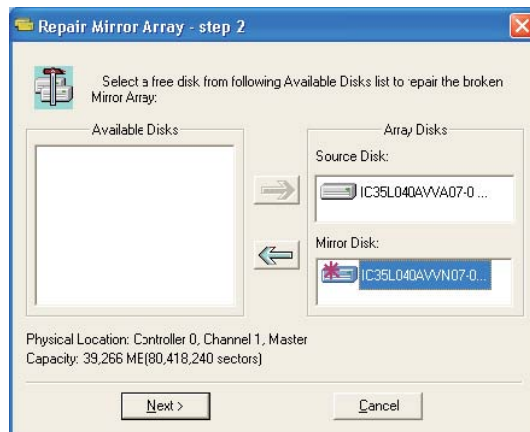 Repair Mirror Array - step 2
Select a free disk from following Available Disks list to repair the broken
Mirror Array:
Available Disks
Array Disks
Source Disk:
IC35L040AVVA07-0 ...
Mirror Disk:
IC35L040AVVN07-0...
Physical Location: Controller 0, Channel 1, Master
Capacity: 39,266 ME(80,418,240 sectors)
Next >
Cancel